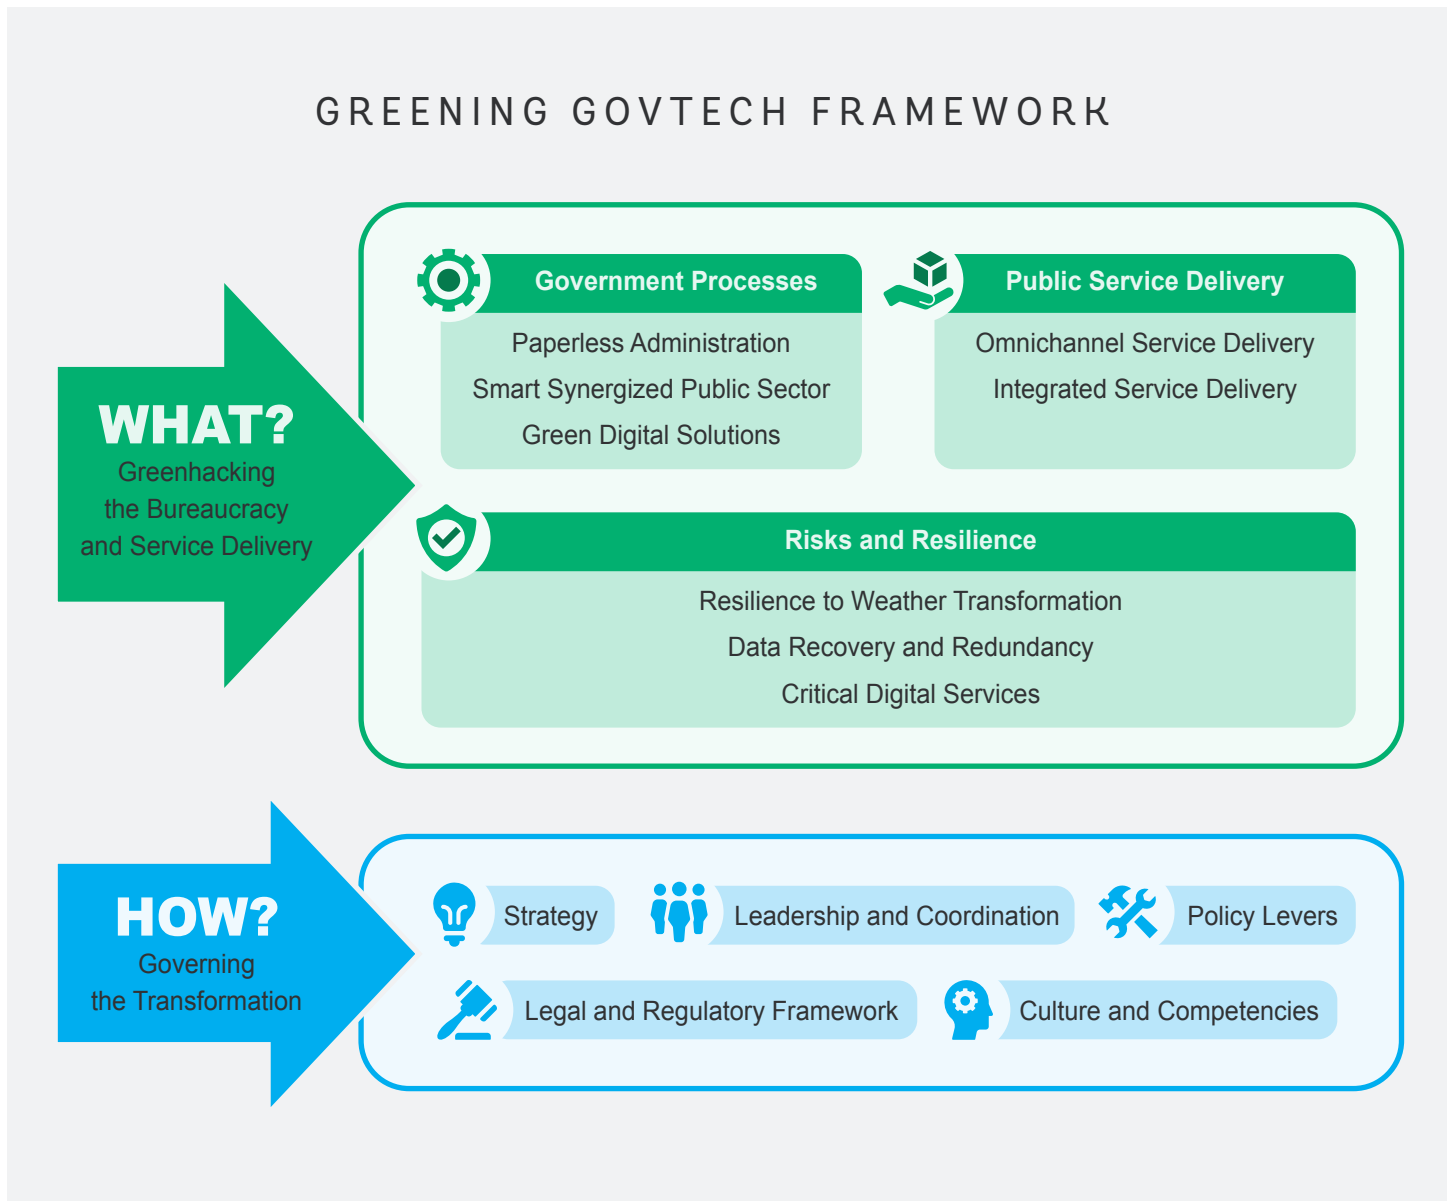 GREENING GOVTECH FRAMEWORK
WHAT?
Greenhacking
the Bureaucracy
and Service Delivery
Government Processes
Paperless Administration
Smart Synergized Public Sector
Green Digital Solutions
Public Service Delivery
Omnichannel Service Delivery
Integrated Service Delivery
Risks and Resilience
Resilience to Weather Transformation
Data Recovery and Redundancy
Critical Digital Services
HOW?
Governing
the Transformation
Strategy
Leadership and Coordination
Policy Levers
Legal and Regulatory Framework
Culture and Competencies